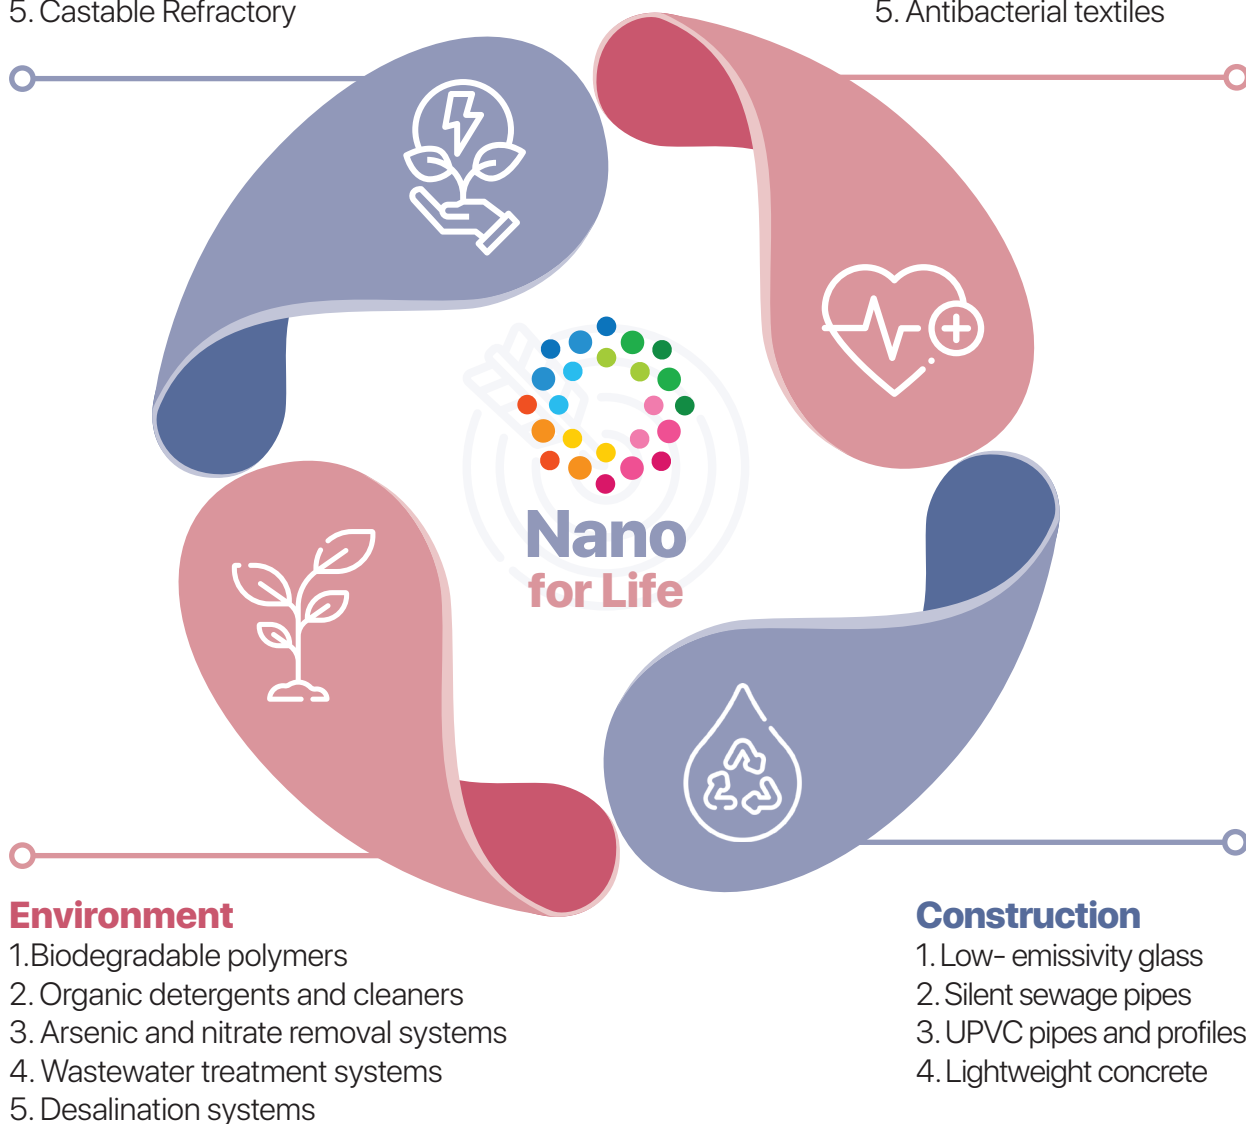 5. Castable Refractory
5. Antibacterial textiles
Nano
for Life
Environment
1.Biodegradable polymers
2. Organic detergents and cleaners
3. Arsenic and nitrate removal systems
4. Wastewater treatment systems
5. Desalination systems
Construction
1. Low- emissivity glass
2. Silent sewage pipes
3. UPVC pipes and profiles
4. Lightweight concrete